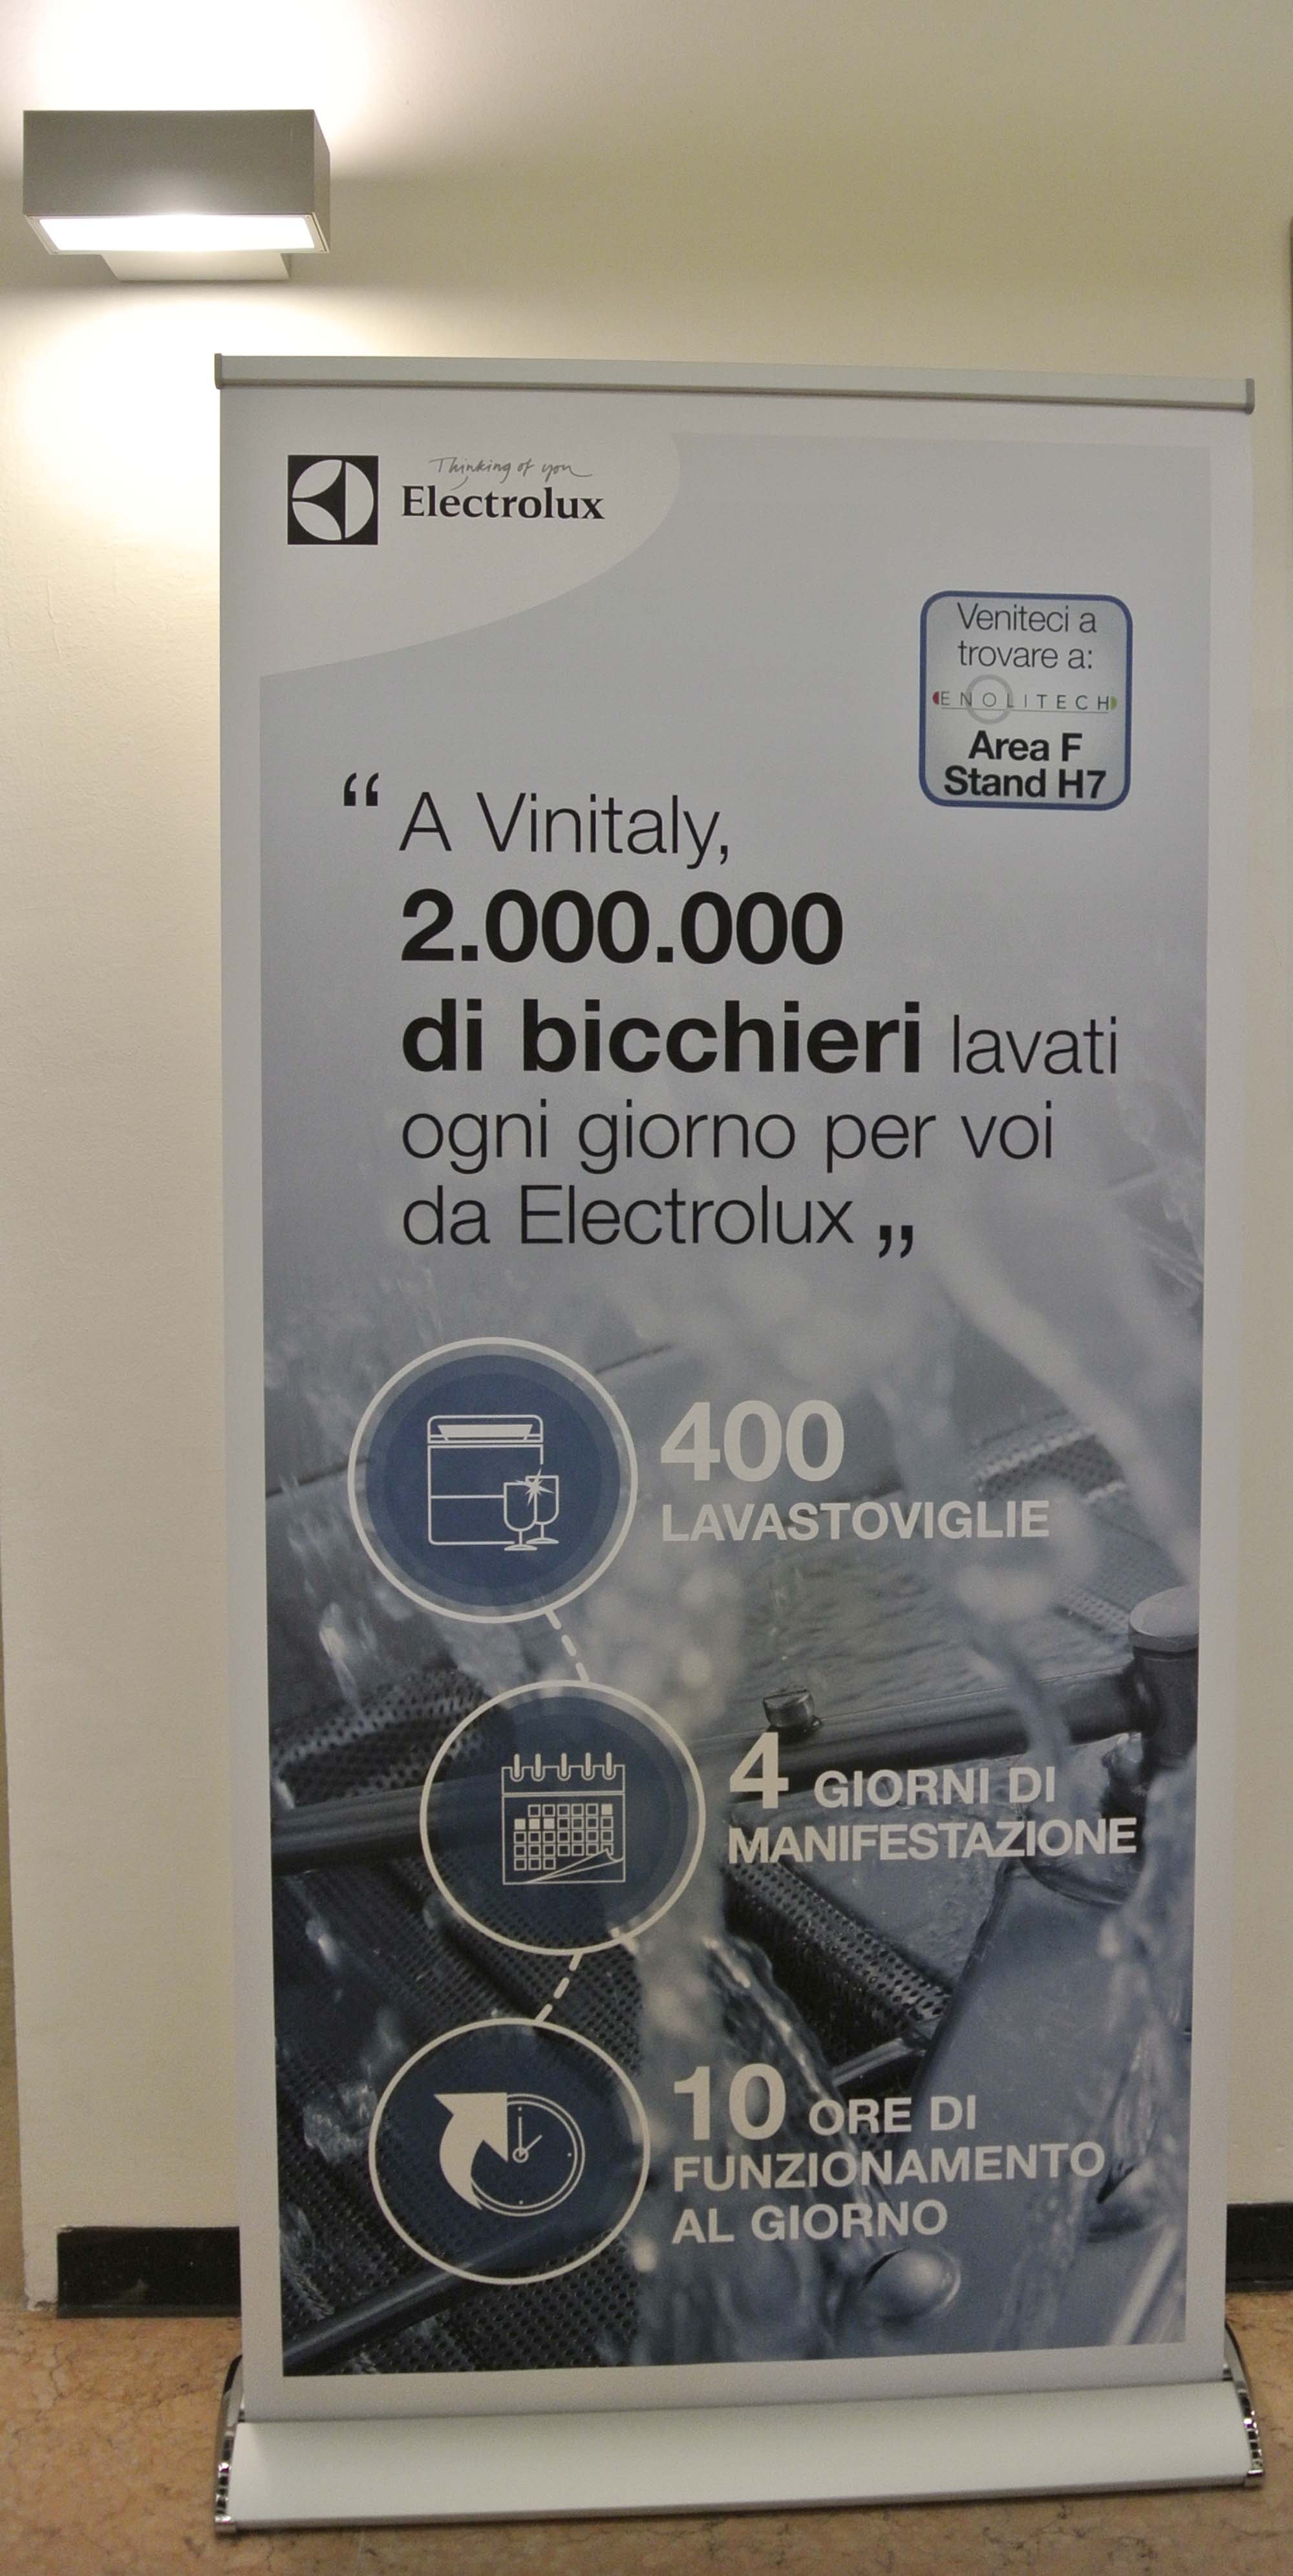 Thinking of you
Electrolux
Veniteci a
trovare a:
ENOLITECH
Area F
Stand H7
“ A Vinitaly,
2.000.000
di bicchieri lavati
ogni giorno per voi
da Electrolux „
400
LAVASTOVIGLIE
4 GIORNI DI
MANIFESTAZIONE
10 ORE DI
FUNZIONAMENTO
AL GIORNO